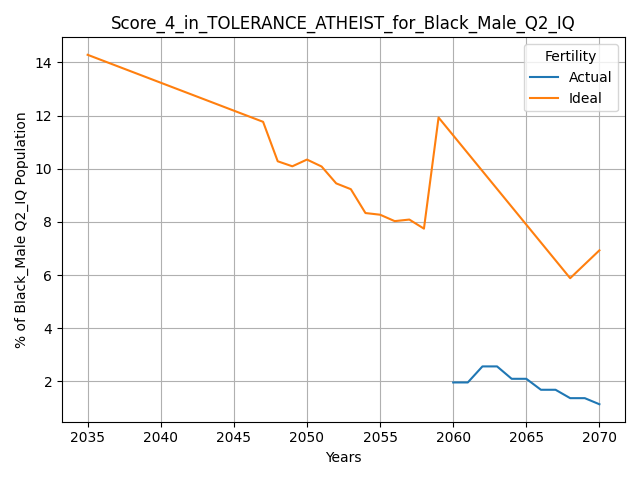 Score_4_in_TOLERANCE_ATHEIST_for_Black_Male_Q2_IQ
Fertility
Actual
Ideal
% of Black_Male Q2_IQ Population
14
12
10
8
6
4
2
2035 2040 2045 2050 2055 2060 2065 2070
Years